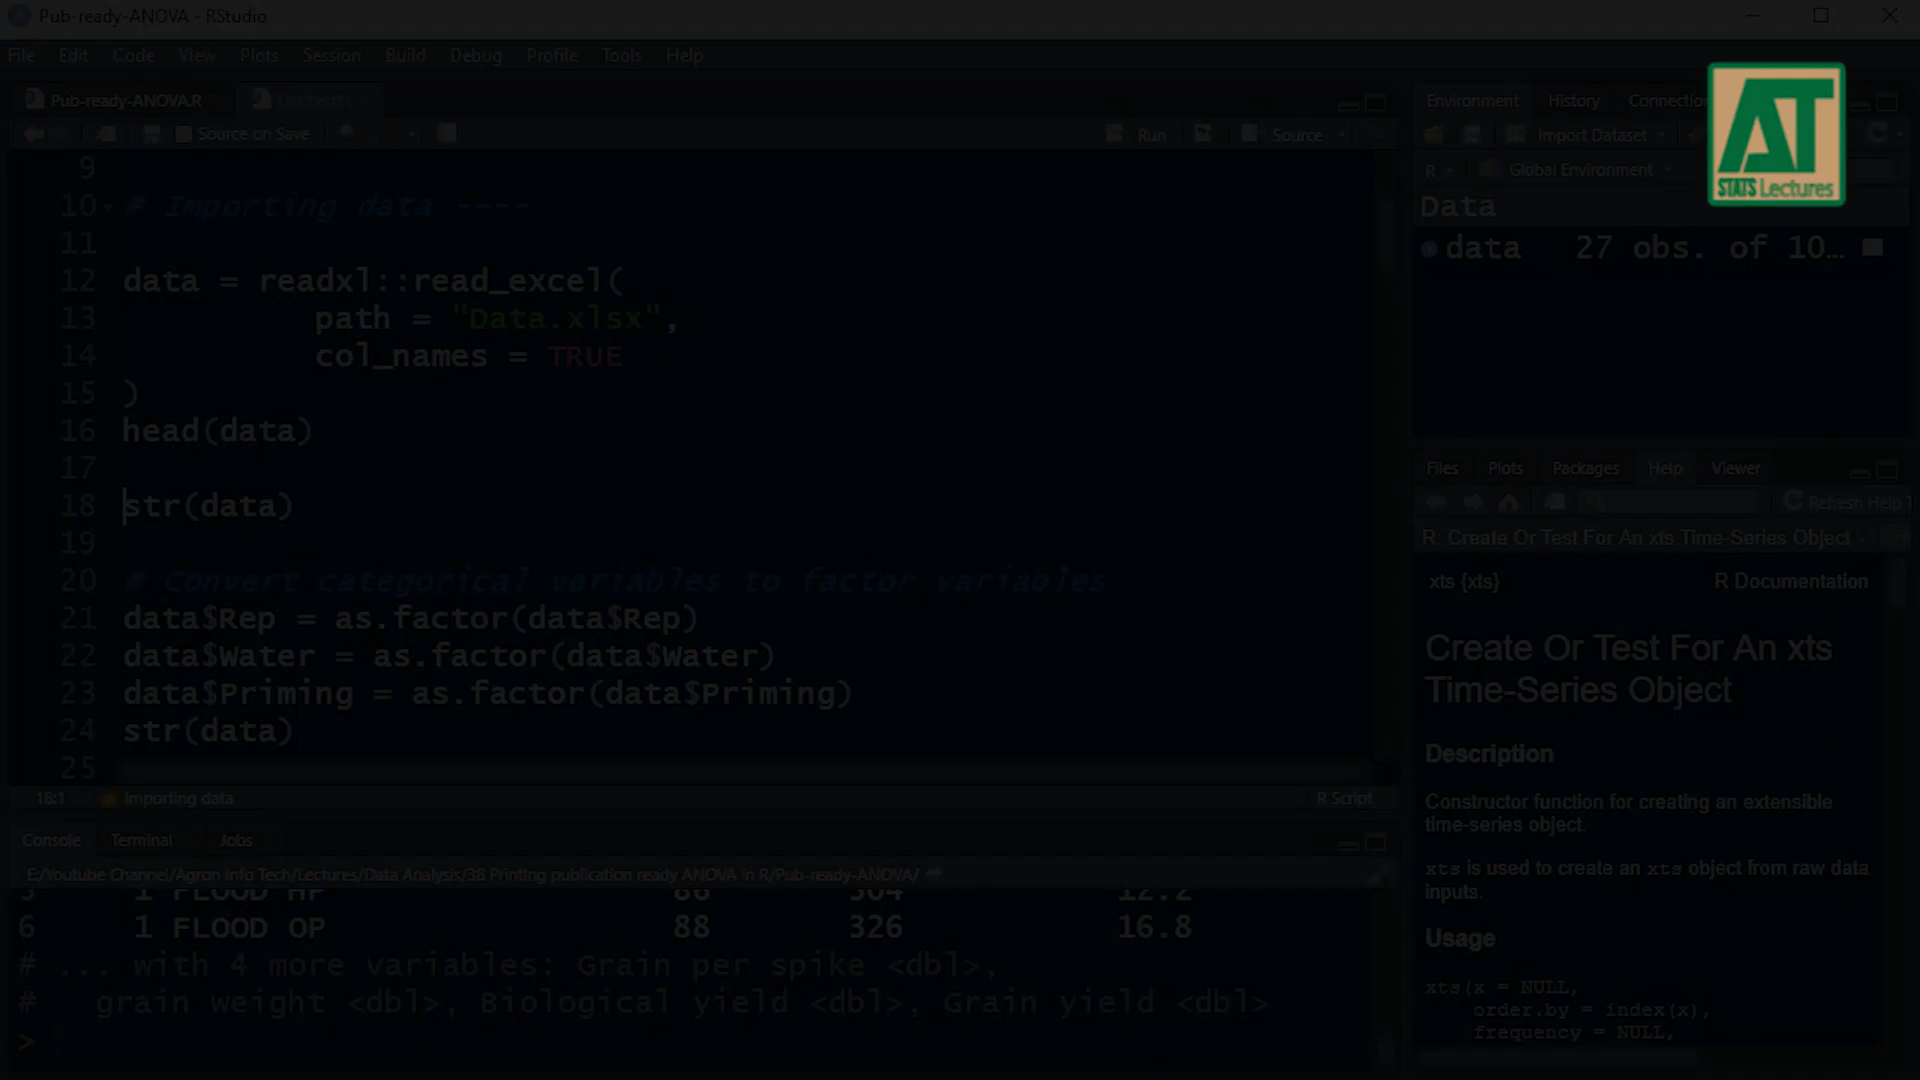 Pub-ready-ANOVA - RStudio
File Edit Code View Plots Session Build Debug Profile Tools Help
Pub-ready-ANOVA.R
Source on Save
Run
Source
9
10 # Importing data ----
11
12 data = readxl::read_excel(
13 path = "Data.xlsx",
14 col_names = TRUE
15 )
16 head(data)
17
18 str(data)
19
20 # Convert categorical variables to factor variables
21 data$Rep = as.factor(data$Rep)
22 data$Water = as.factor(data$Water)
23 data$Priming = as.factor(data$Priming)
24 str(data)
25
18:1 Importing data R Script
Console Terminal Jobs
E:/Youtube Channel/Agron Info Tech/Lectures/Data Analysis/38 Printing publication ready ANOVA in R/Pub-ready-ANOVA/
5 1 FLOOD HP 86 304 12.2
6 1 FLOOD OP 88 326 16.8
# ... with 4 more variables: Grain per spike <dbl>,
# grain weight <dbl>, Biological yield <dbl>, Grain yield <dbl>
>
Environment History
Import Dataset
R Global Environment
Data
data 27 obs. of 10…
AT
STATS Lectures
Files Plots Packages Help Viewer
Refresh Help
R: Create Or Test For An xts Time-Series Object
xts {xts} R Documentation
Create Or Test For An xts
Time-Series Object
Description
Constructor function for creating an extensible
time-series object.
xts is used to create an xts object from raw data
inputs.
Usage
xts(x = NULL,
order.by = index(x),
frequency = NULL,